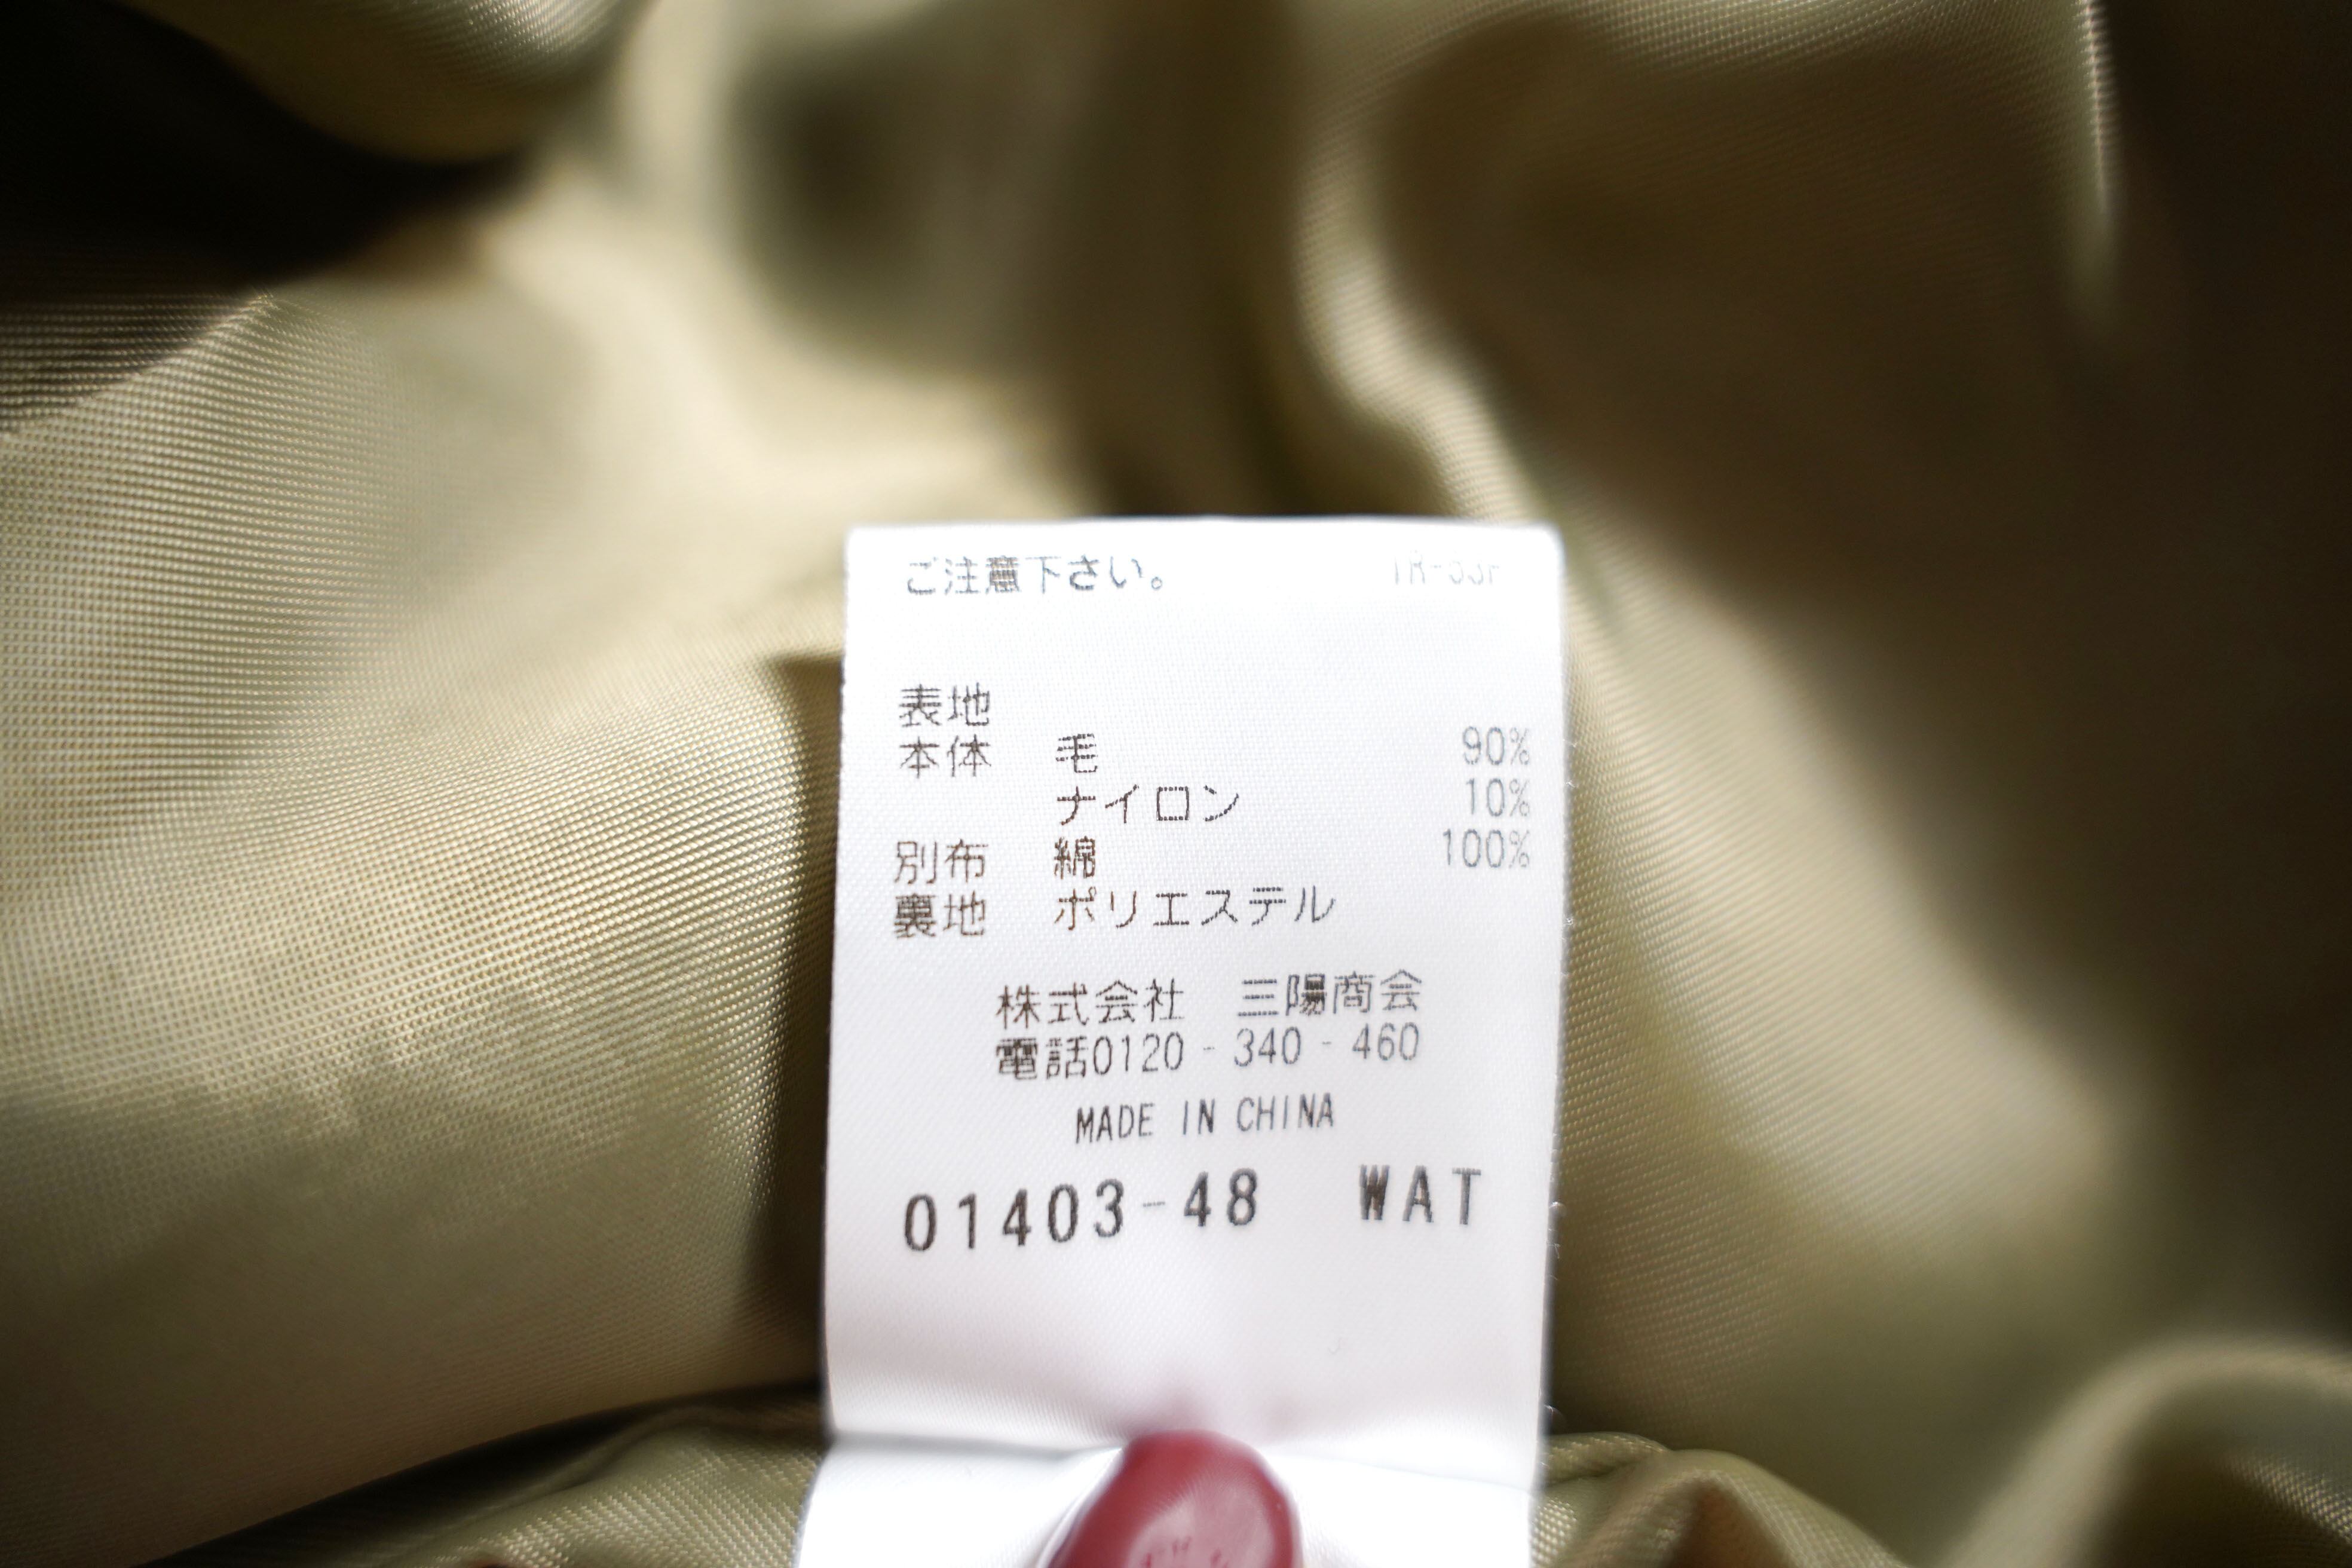 ご注意下さい。
表地
本体 毛 90%
ナイロン 10%
別布 綿 100%
裏地 ポリエステル
株式会社 三陽商会
電話0120-340-460
MADE IN CHINA
01403-48 WAT